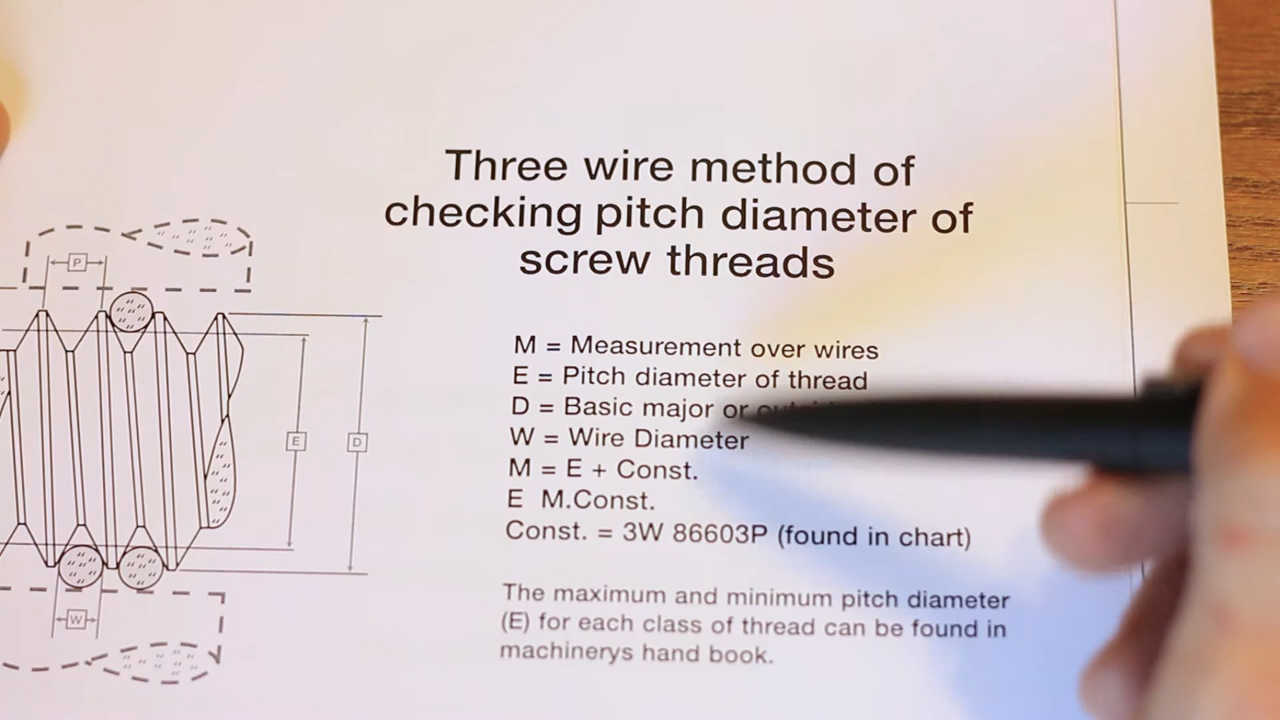 Three wire method of
checking pitch diameter of
screw threads
P
M = Measurement over wires
E = Pitch diameter of thread
D = Basic major or
W = Wire Diameter
M = E + Const.
E M.Const.
Const. = 3W 86603P (found in chart)
E
D
W
The maximum and minimum pitch diameter
(E) for each class of thread can be found in
machinerys hand book.